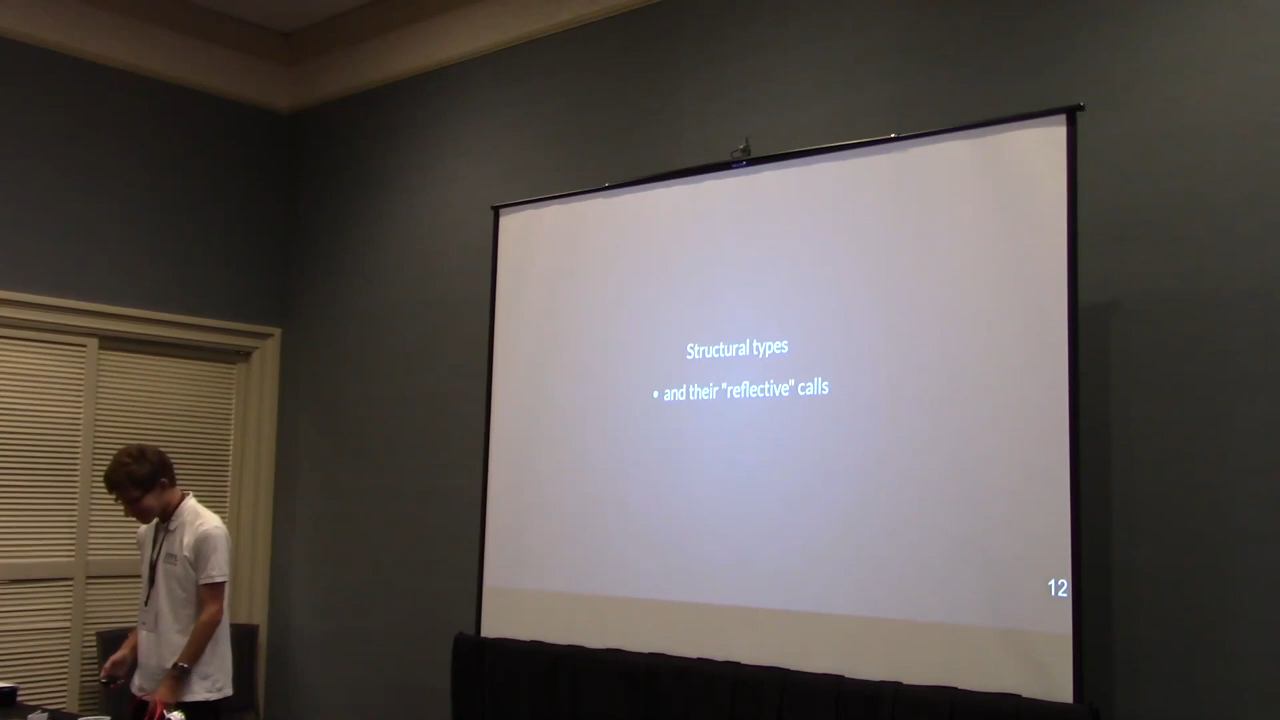 Structural types
• and their "reflective" calls
12